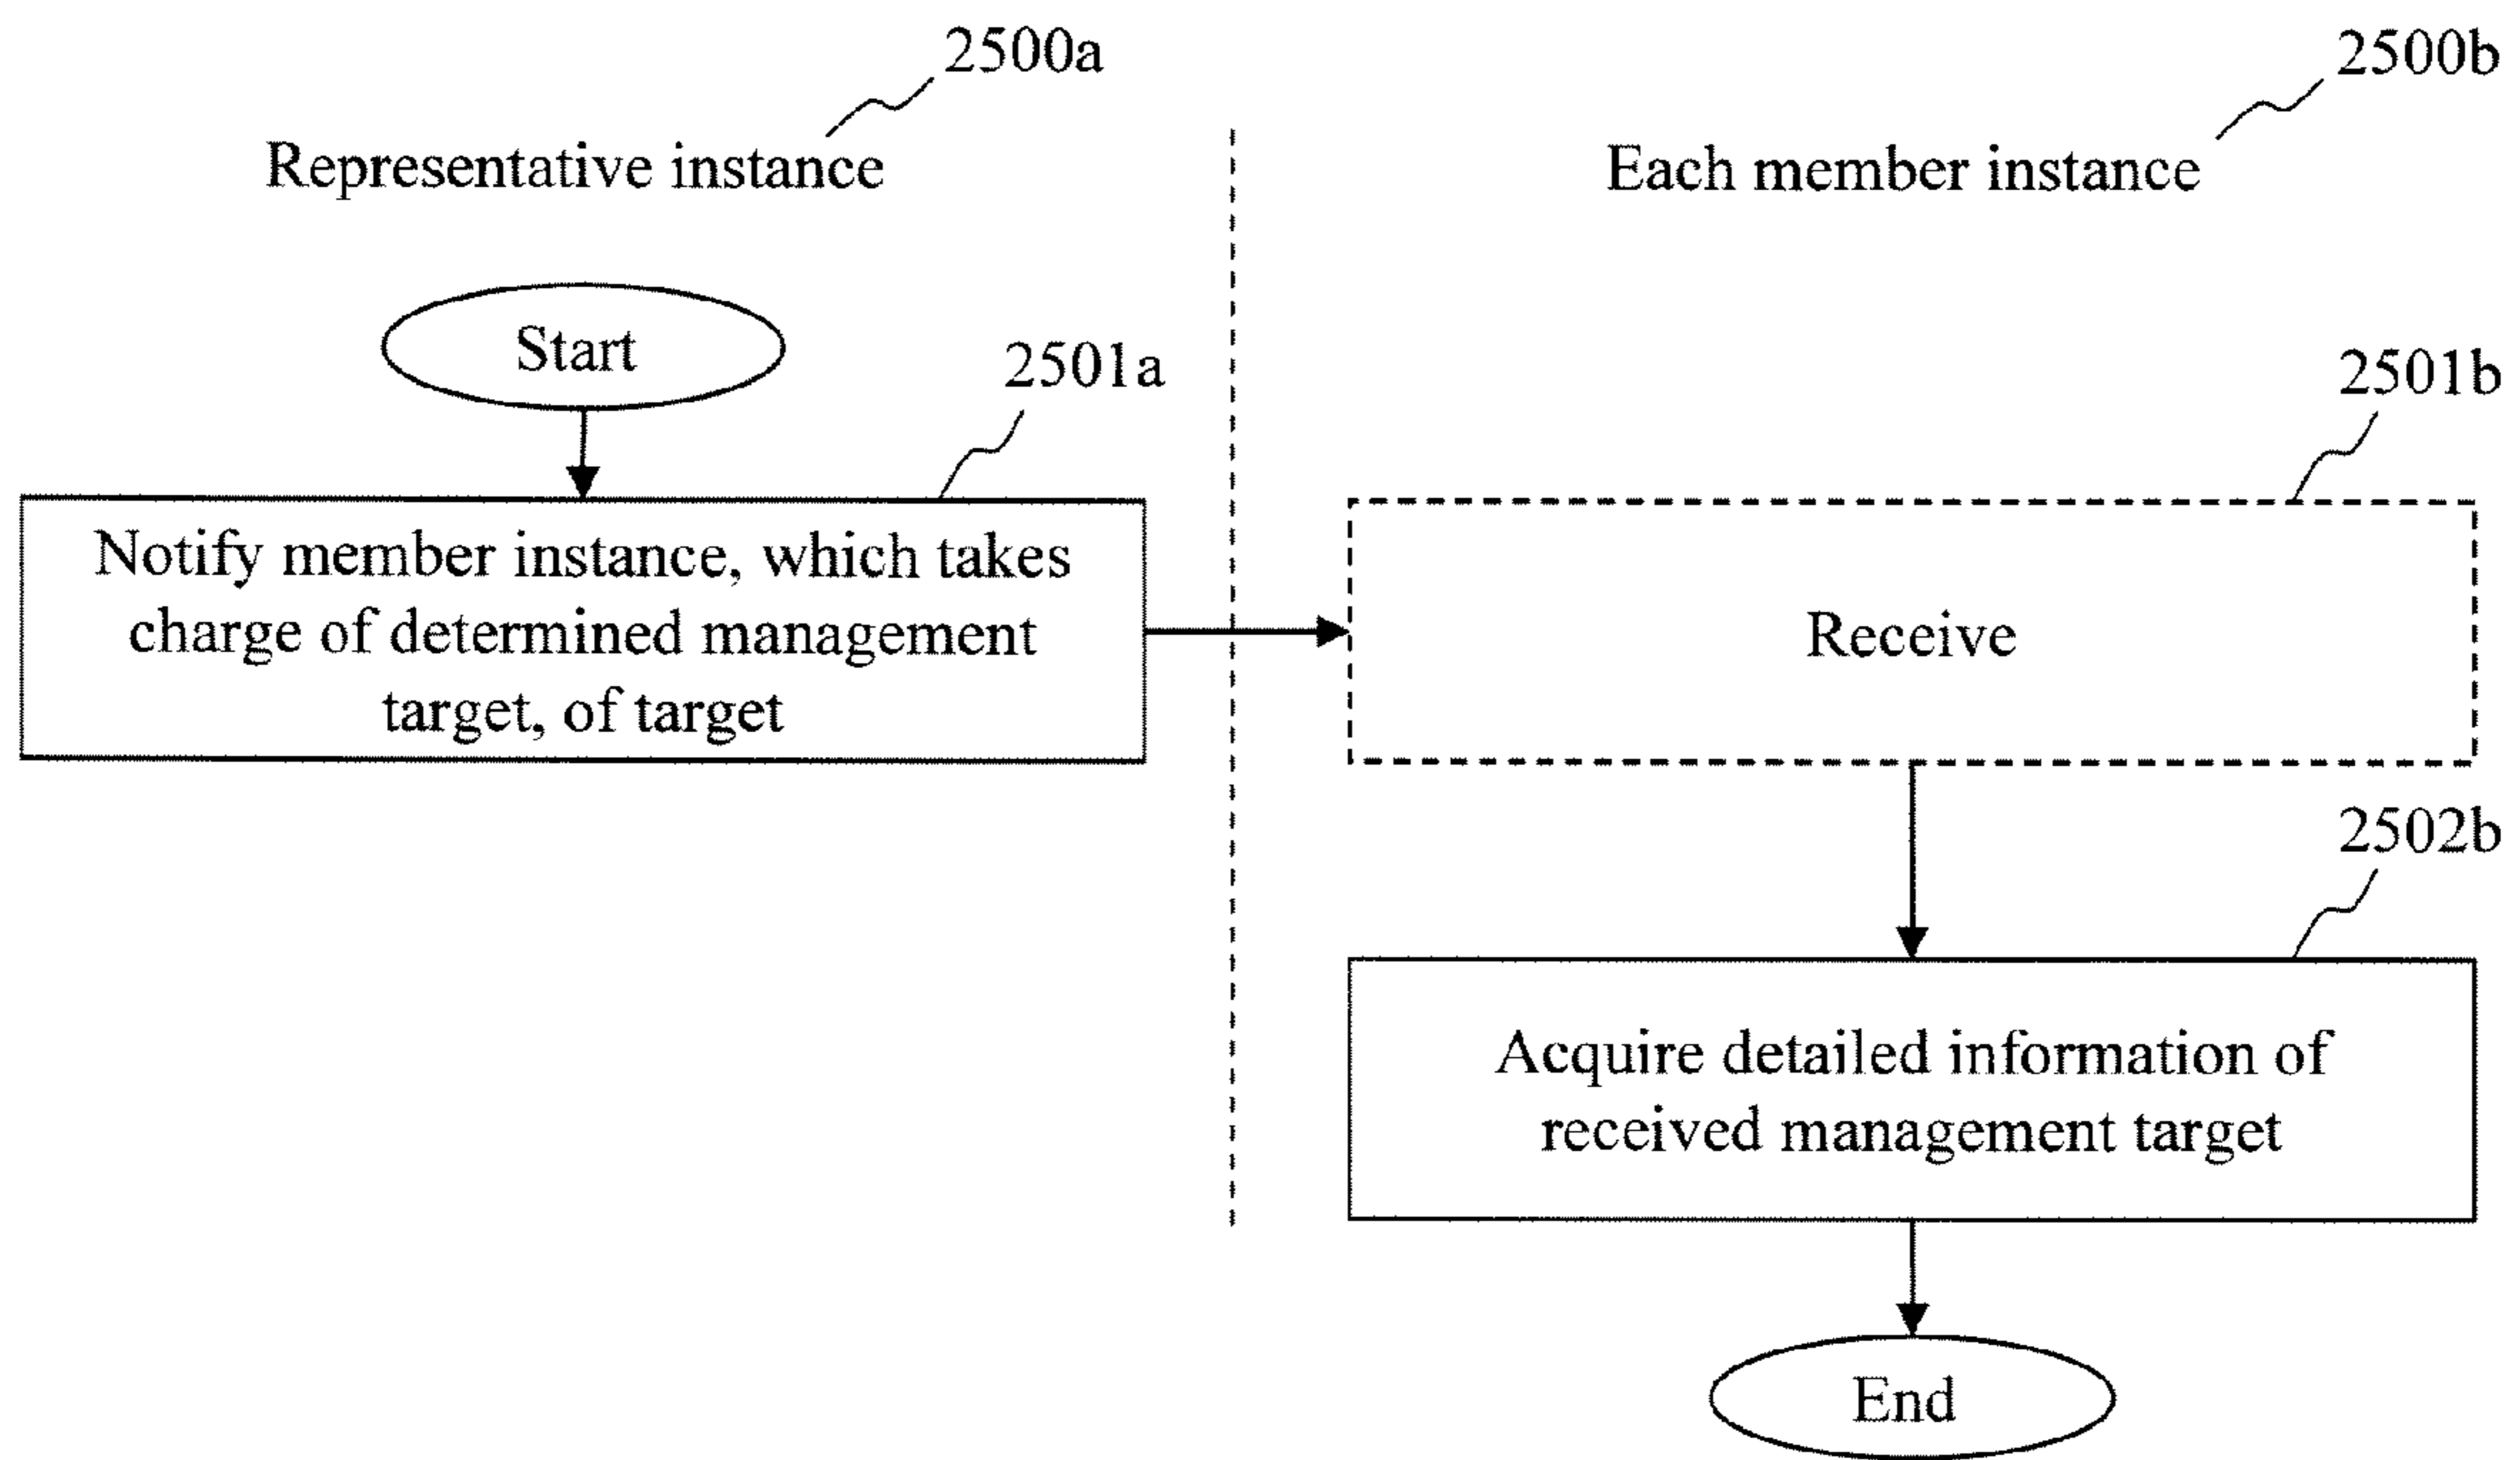 2500a
2500b
Representative instance
Each member instance
Start
2501a
2501b
Notify member instance, which takes
charge of determined management
target, of target
Receive
2502b
Acquire detailed information of
received management target
End